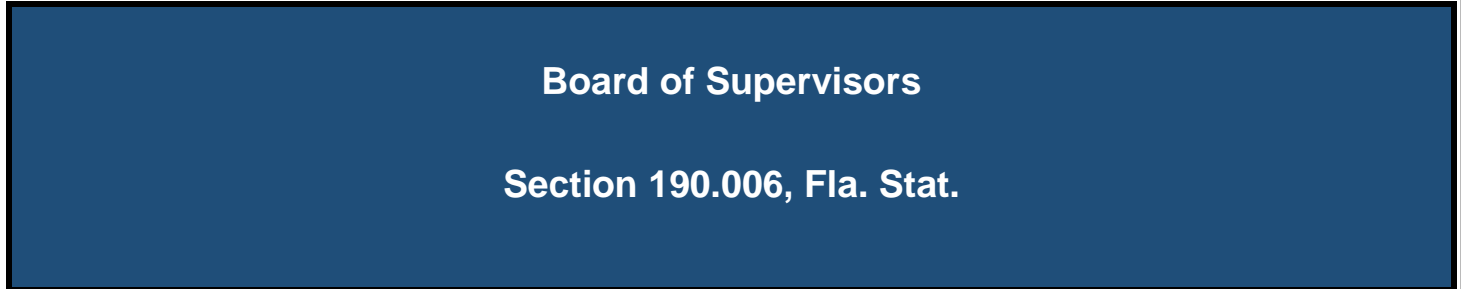 Board of Supervisors
Section 190.006, Fla. Stat.